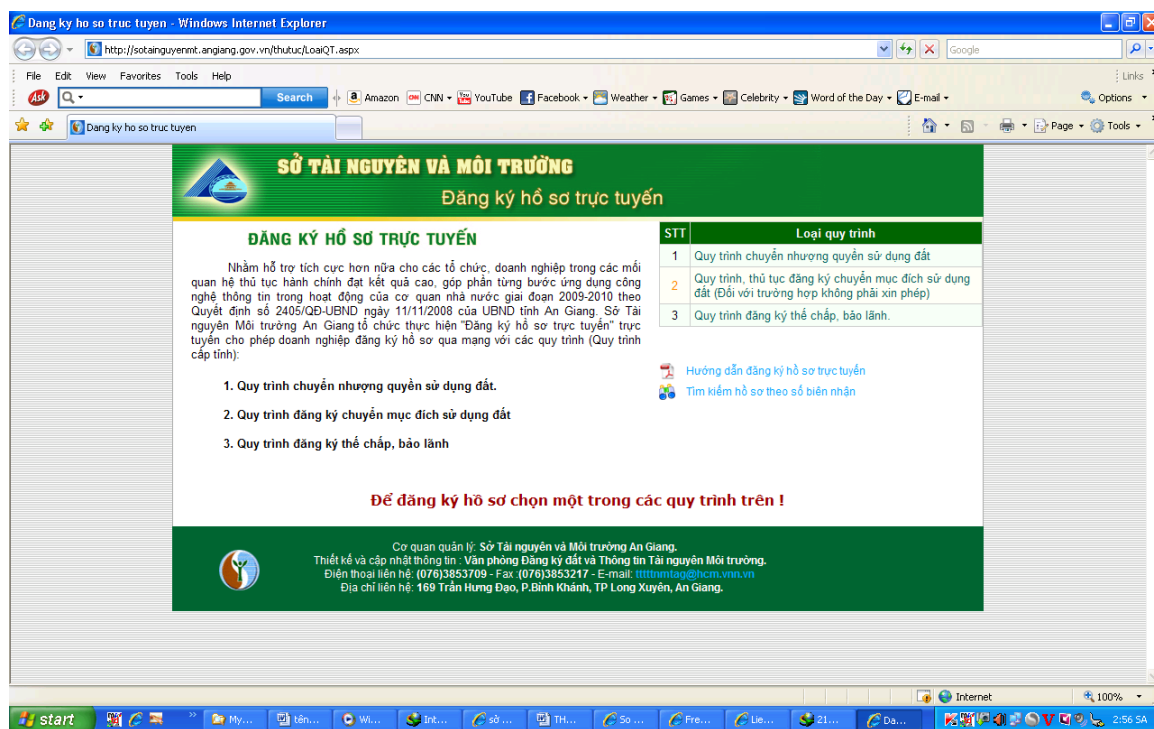 Dang ky ho so truc tuyen - Windows Internet Explorer
http://sotainguyenmt.angiang.gov.vn/thutuc/LoaiQT.aspx
Google
File Edit View Favorites Tools Help
Links
Ask
Search
Amazon CNN YouTube Facebook Weather Games Celebrity Word of the Day E-mail
Options
Dang ky ho so truc tuyen
Page Tools
SỞ TÀI NGUYÊN VÀ MÔI TRƯỜNG
Đăng ký hồ sơ trực tuyến
ĐĂNG KÝ HỒ SƠ TRỰC TUYẾN
Nhằm hỗ trợ tích cực hơn nữa cho các tổ chức, doanh nghiệp trong các mối
quan hệ thủ tục hành chính đạt kết quả cao, góp phần từng bước ứng dụng công
nghệ thông tin trong hoạt động của cơ quan nhà nước giai đoạn 2009-2010 theo
Quyết định số 2405/QĐ-UBND ngày 11/11/2008 của UBND tỉnh An Giang. Sở Tài
nguyên Môi trường An Giang tổ chức thực hiện "Đăng ký hồ sơ trực tuyến" trực
tuyến cho phép doanh nghiệp đăng ký hồ sơ qua mạng với các quy trình (Quy trình
cấp tỉnh):
1. Quy trình chuyển nhượng quyền sử dụng đất.
2. Quy trình đăng ký chuyển mục đích sử dụng đất
3. Quy trình đăng ký thế chấp, bảo lãnh
STT Loại quy trình
1 Quy trình chuyển nhượng quyền sử dụng đất
2 Quy trình, thủ tục đăng ký chuyển mục đích sử dụng
đất (Đối với trường hợp không phải xin phép)
3 Quy trình đăng ký thế chấp, bảo lãnh.
Hướng dẫn đăng ký hồ sơ trực tuyến
Tìm kiếm hồ sơ theo số biên nhận
Để đăng ký hồ sơ chọn một trong các quy trình trên !
Cơ quan quản lý: Sở Tài nguyên và Môi trường An Giang.
Thiết kế và cập nhật thông tin : Văn phòng Đăng ký đất và Thông tin Tài nguyên Môi trường.
Điện thoại liên hệ: (076)3853709 - Fax :(076)3853217 - E-mail: tttttnmtag@hcm.vnn.vn
Địa chỉ liên hệ: 169 Trần Hưng Đạo, P.Bình Khánh, TP Long Xuyên, An Giang.
Internet
100%
start
My...
tên...
Wi...
Int...
sở ...
TH...
So ...
Fre...
Lie...
21...
Da...
2:56 SA